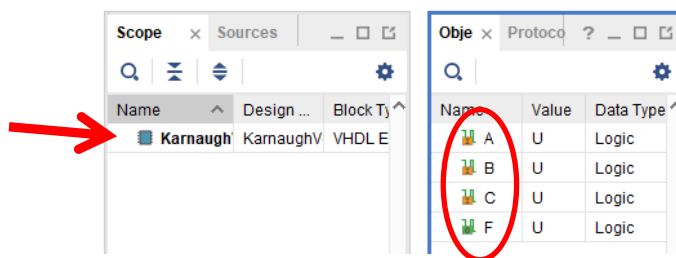 Scope Sources
Name Design ... Block Ty
Karnaugh KarnaughV VHDL E
Obje Protoco ?
Name Value Data Type
A U Logic
B U Logic
C U Logic
F U Logic